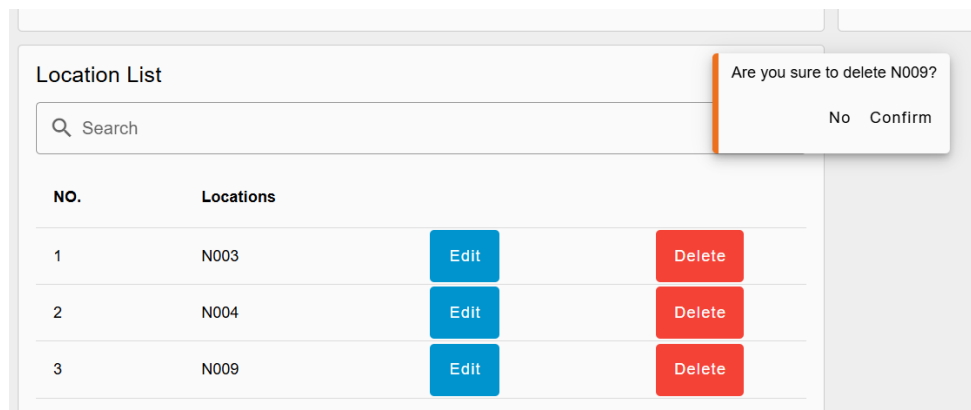 Location List
Are you sure to delete N009?
No Confirm
Search
NO. Locations
1 N003 Edit Delete
2 N004 Edit Delete
3 N009 Edit Delete